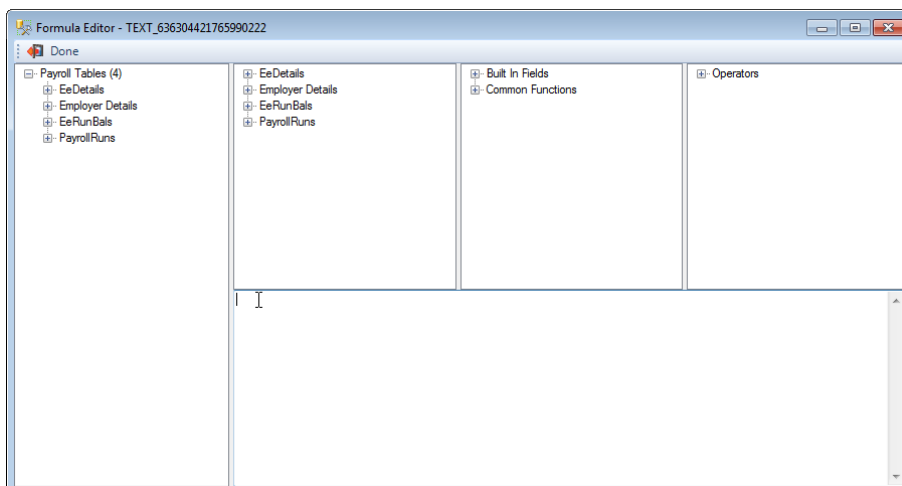 Formula Editor - TEXT_636304421765990222
Done
Payroll Tables (4)
EeDetails
Employer Details
EeRunBals
PayrollRuns
EeDetails
Employer Details
EeRunBals
PayrollRuns
Built In Fields
Common Functions
Operators